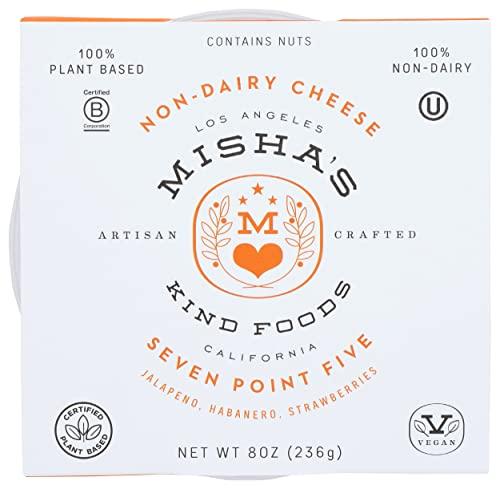 CONTAINS NUTS
100%
PLANT BASED
100%
NON-DAIRY
Certified
B
Corporation
U
NON-DAIRY CHEESE
LOS ANGELES
MISHA'S
M
ARTISAN
CRAFTED
KIND FOODS
CALIFORNIA
SEVEN POINT FIVE
JALAPENO, HABANERO, STRAWBERRIES
CERTIFIED
PLANT BASED
V
VEGAN
NET WT 8OZ (236g)